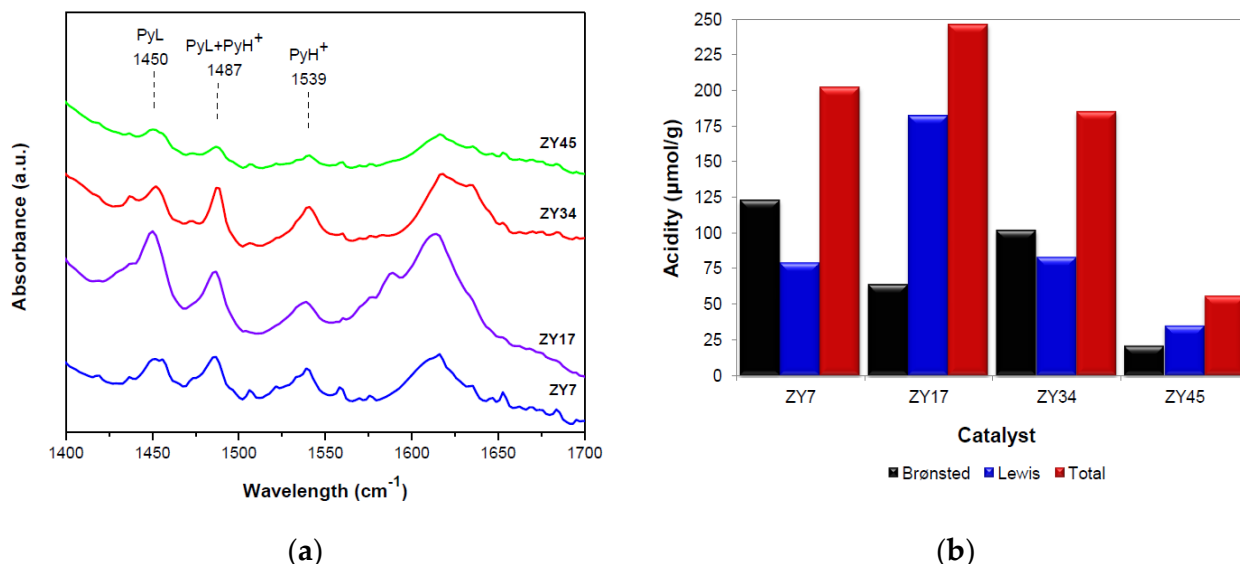 PyL
1450
PyL+PyH+
1487
PyH+
1539
ZY45
ZY34
ZY17
ZY7
Absorbance (a.u.)
1400 1450 1500 1550 1600 1650 1700
Wavelength (cm-1)
(a)
250
225
200
175
150
125
100
75
50
25
0
Acidity (μmol/g)
ZY7 ZY17 ZY34 ZY45
Catalyst
Brønsted Lewis Total
(b)